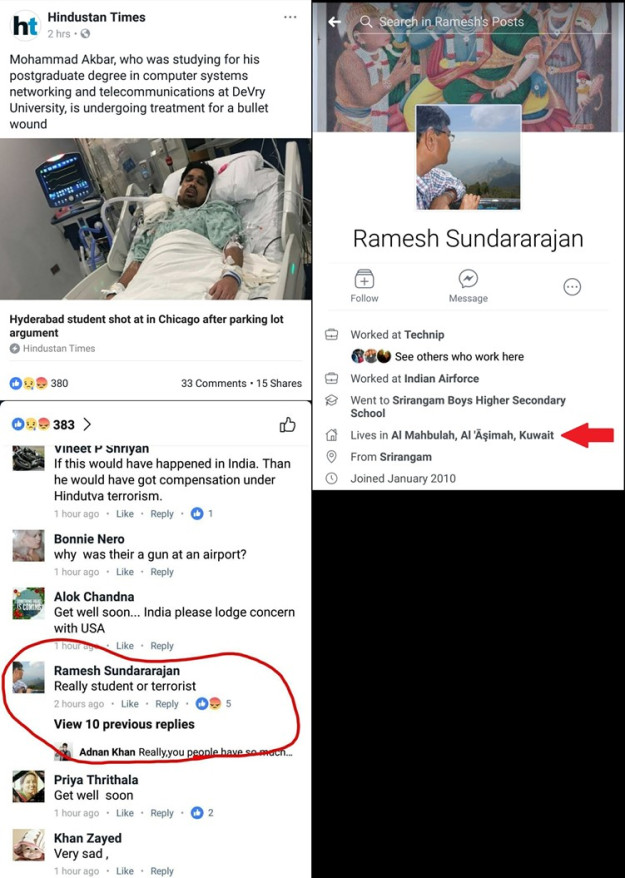 ht
Hindustan Times
2 hrs ·
Mohammad Akbar, who was studying for his
postgraduate degree in computer systems
networking and telecommunications at DeVry
University, is undergoing treatment for a bullet
wound
Hyderabad student shot at in Chicago after parking lot
argument
Hindustan Times
380
33 Comments · 15 Shares
383
Vineet P Shriyan
If this would have happened in India. Than
he would have got compensation under
Hindutva terrorism.
1 hour ago · Like · Reply · 1
Bonnie Nero
why was their a gun at an airport?
1 hour ago · Like · Reply
Alok Chandna
Get well soon... India please lodge concern
with USA
1 hour ago · Like · Reply
Ramesh Sundararajan
Really student or terrorist
2 hours ago · Like · Reply · 5
View 10 previous replies
Adnan Khan Really,you people have so much...
Priya Thrithala
Get well soon
1 hour ago · Like · Reply · 2
Khan Zayed
Very sad ,
1 hour ago · Like · Reply
Search in Ramesh's Posts
Ramesh Sundararajan
Follow
Message
Worked at Technip
See others who work here
Worked at Indian Airforce
Went to Srirangam Boys Higher Secondary
School
Lives in Al Mahbulah, Al 'Āşimah, Kuwait
From Srirangam
Joined January 2010